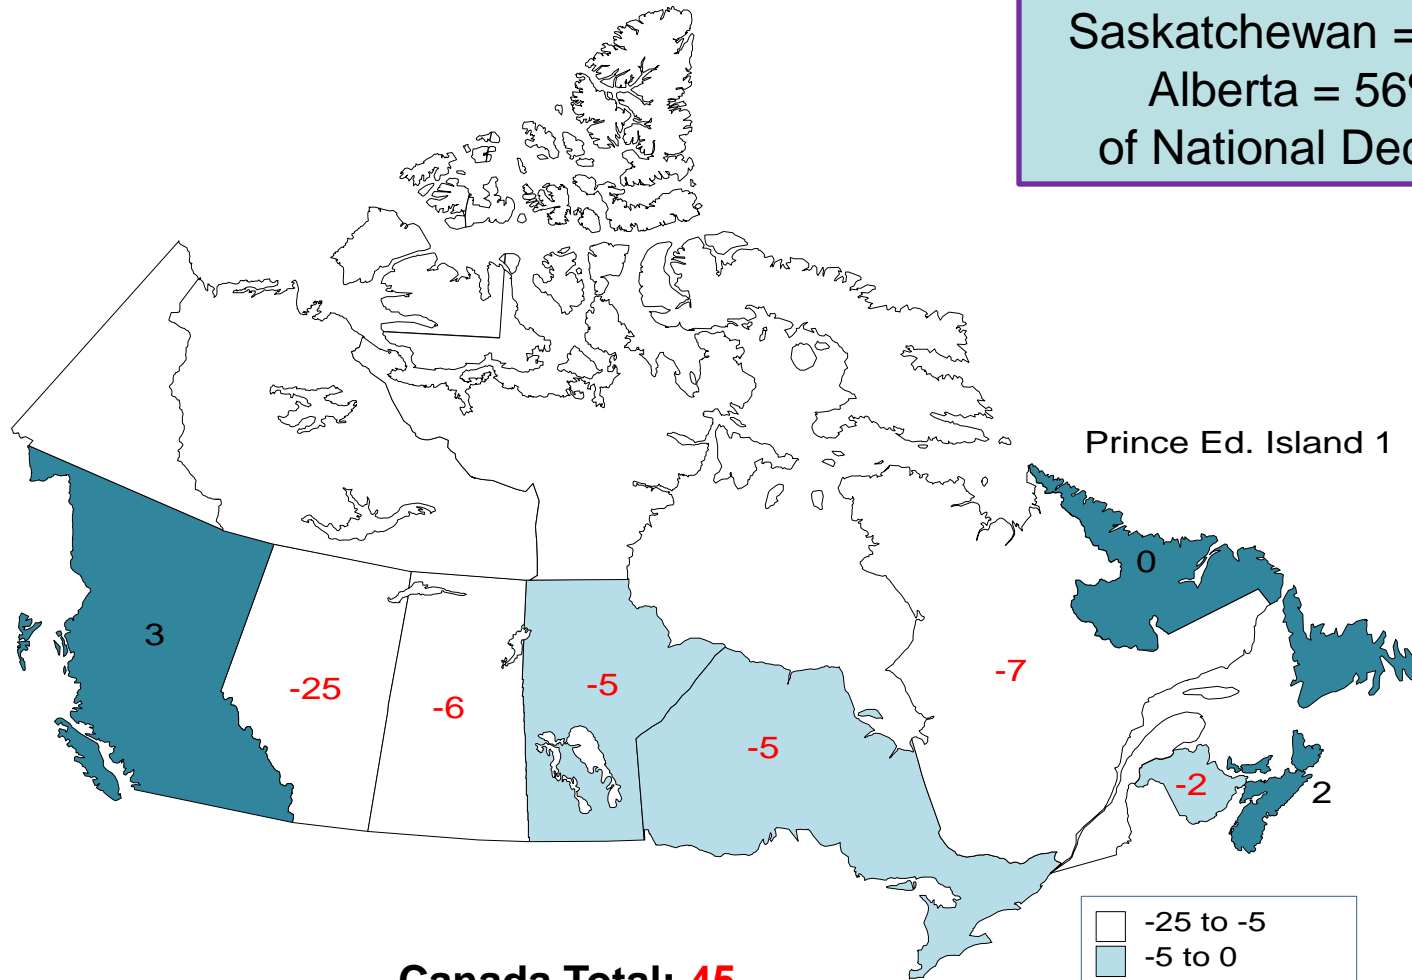 Saskatchewan =
Alberta = 56%
of National Dec
Prince Ed. Island 1
0
3
-25
-6
-5
-5
-7
-2
2
-25 to -5
-5 to 0
Canada Total: 45